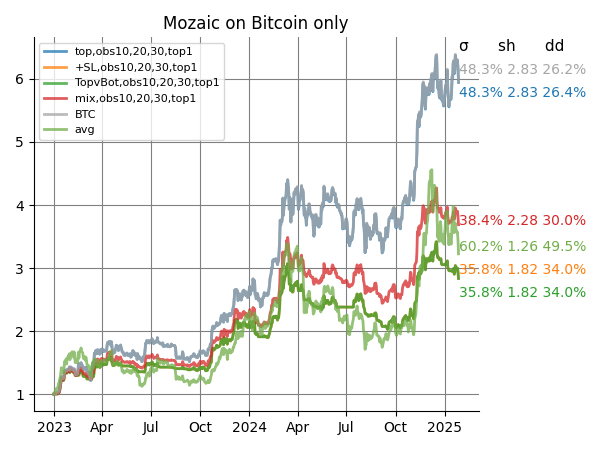 Mozaic on Bitcoin only
σ sh dd
top,obs10,20,30,top1
+SL,obs10,20,30,top1
TopvBot,obs10,20,30,top1
mix,obs10,20,30,top1
BTC
avg
48.3% 2.83 26.2%
48.3% 2.83 26.4%
38.4% 2.28 30.0%
60.2% 1.26 49.5%
35.8% 1.82 34.0%
35.8% 1.82 34.0%
6
5
4
3
2
1
2023 Apr Jul Oct 2024 Apr Jul Oct 2025